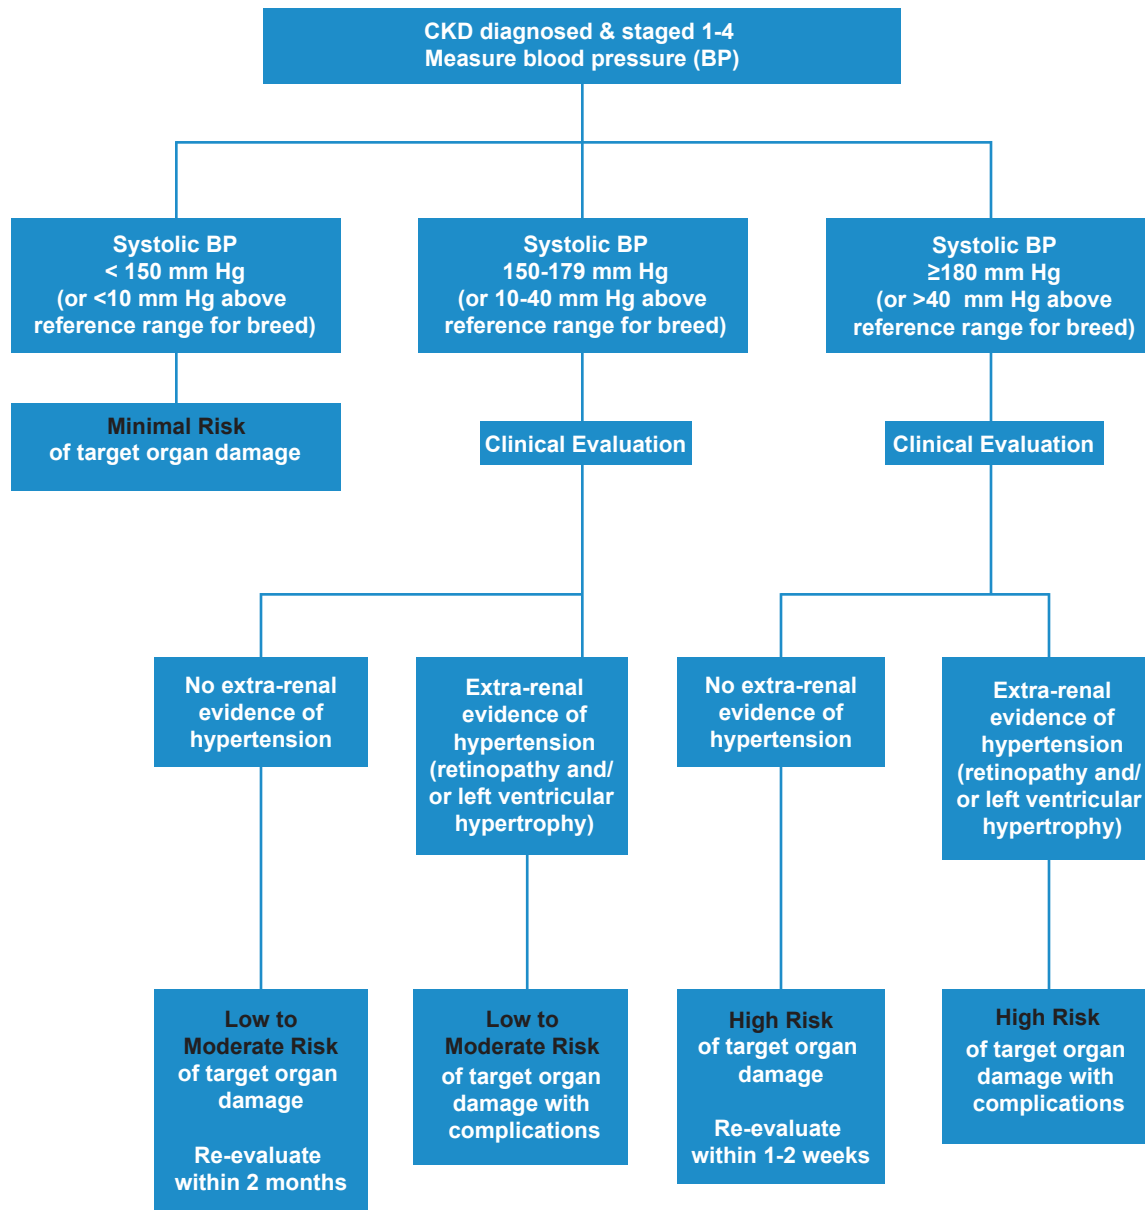 CKD diagnosed & staged 1-4
Measure blood pressure (BP)
Systolic BP
< 150 mm Hg
(or <10 mm Hg above
reference range for breed)
Systolic BP
150-179 mm Hg
(or 10-40 mm Hg above
reference range for breed)
Systolic BP
≥180 mm Hg
(or >40 mm Hg above
reference range for breed)
Minimal Risk
of target organ damage
Clinical Evaluation
Clinical Evaluation
No extra-renal
evidence of
hypertension
Extra-renal
evidence of
hypertension
(retinopathy and/
or left ventricular
hypertrophy)
No extra-renal
evidence of
hypertension
Extra-renal
evidence of
hypertension
(retinopathy and/
or left ventricular
hypertrophy)
Low to
Moderate Risk
of target organ
damage
Re-evaluate
within 2 months
Low to
Moderate Risk
of target organ
damage with
complications
High Risk
of target organ
damage
Re-evaluate
within 1-2 weeks
High Risk
of target organ
damage with
complications